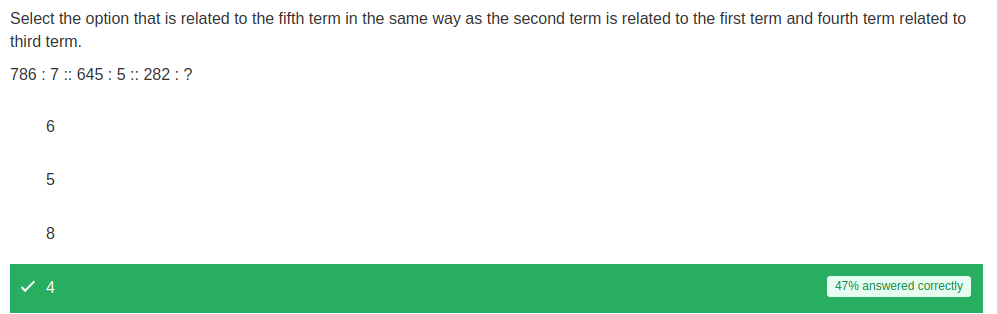 Select the option that is related to the fifth term in the same way as the second term is related to the first term and fourth term related to
third term.
786 : 7 :: 645 : 5 :: 282 : ?
6
5
8
4
47% answered correctly